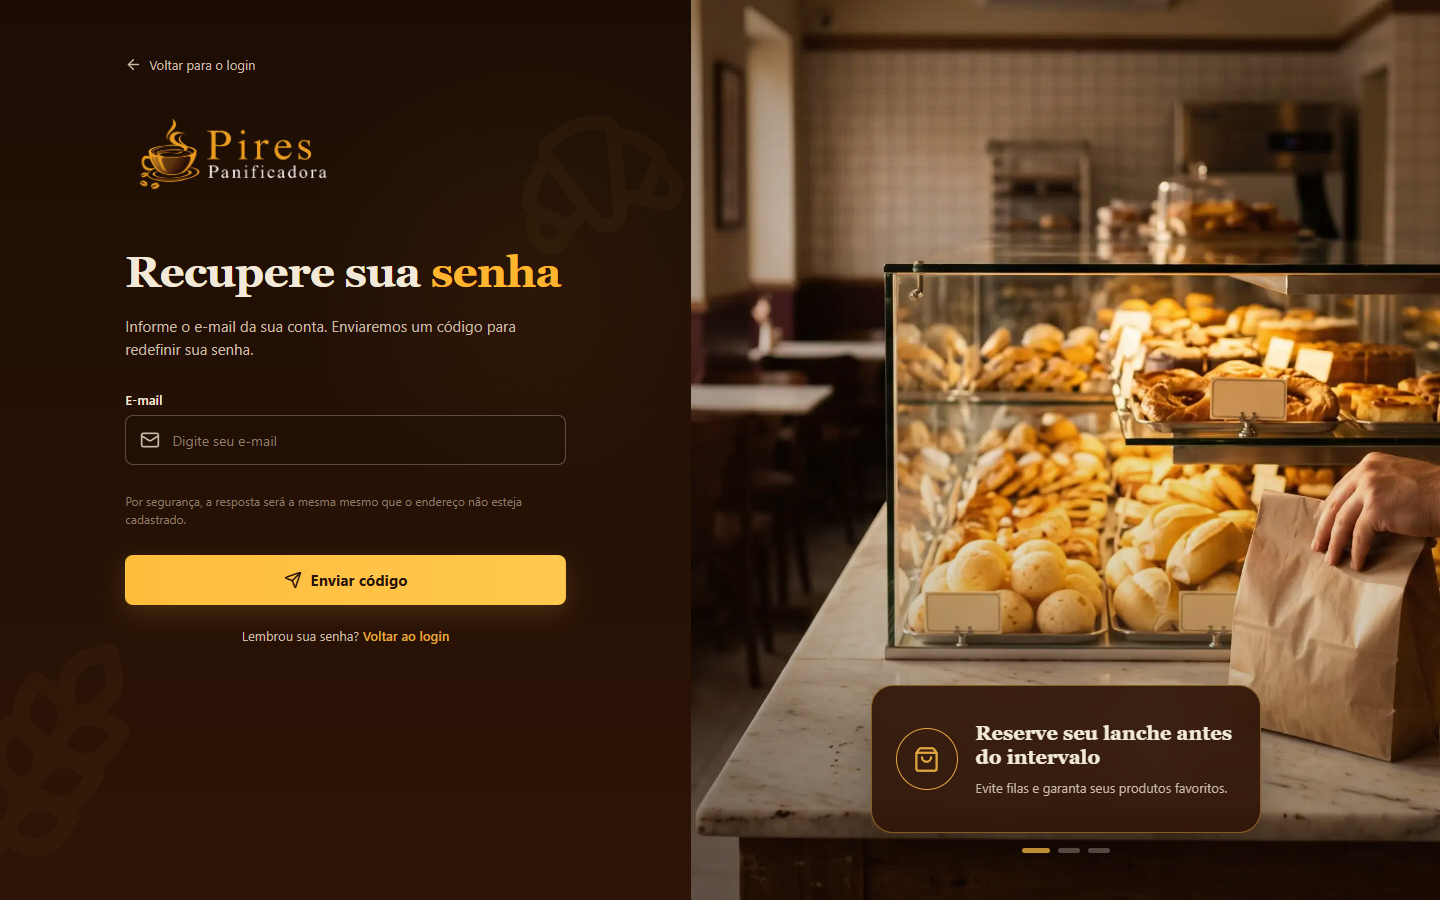 Voltar para o login
Pires
Panificadora
Recupere sua senha
Informe o e-mail da sua conta. Enviaremos um código para
redefinir sua senha.
E-mail
Digite seu e-mail
Por segurança, a resposta será a mesma mesmo que o endereço não esteja
cadastrado.
Enviar código
Lembrou sua senha? Voltar ao login
Reserve seu lanche antes
do intervalo
Evite filas e garanta seus produtos favoritos.